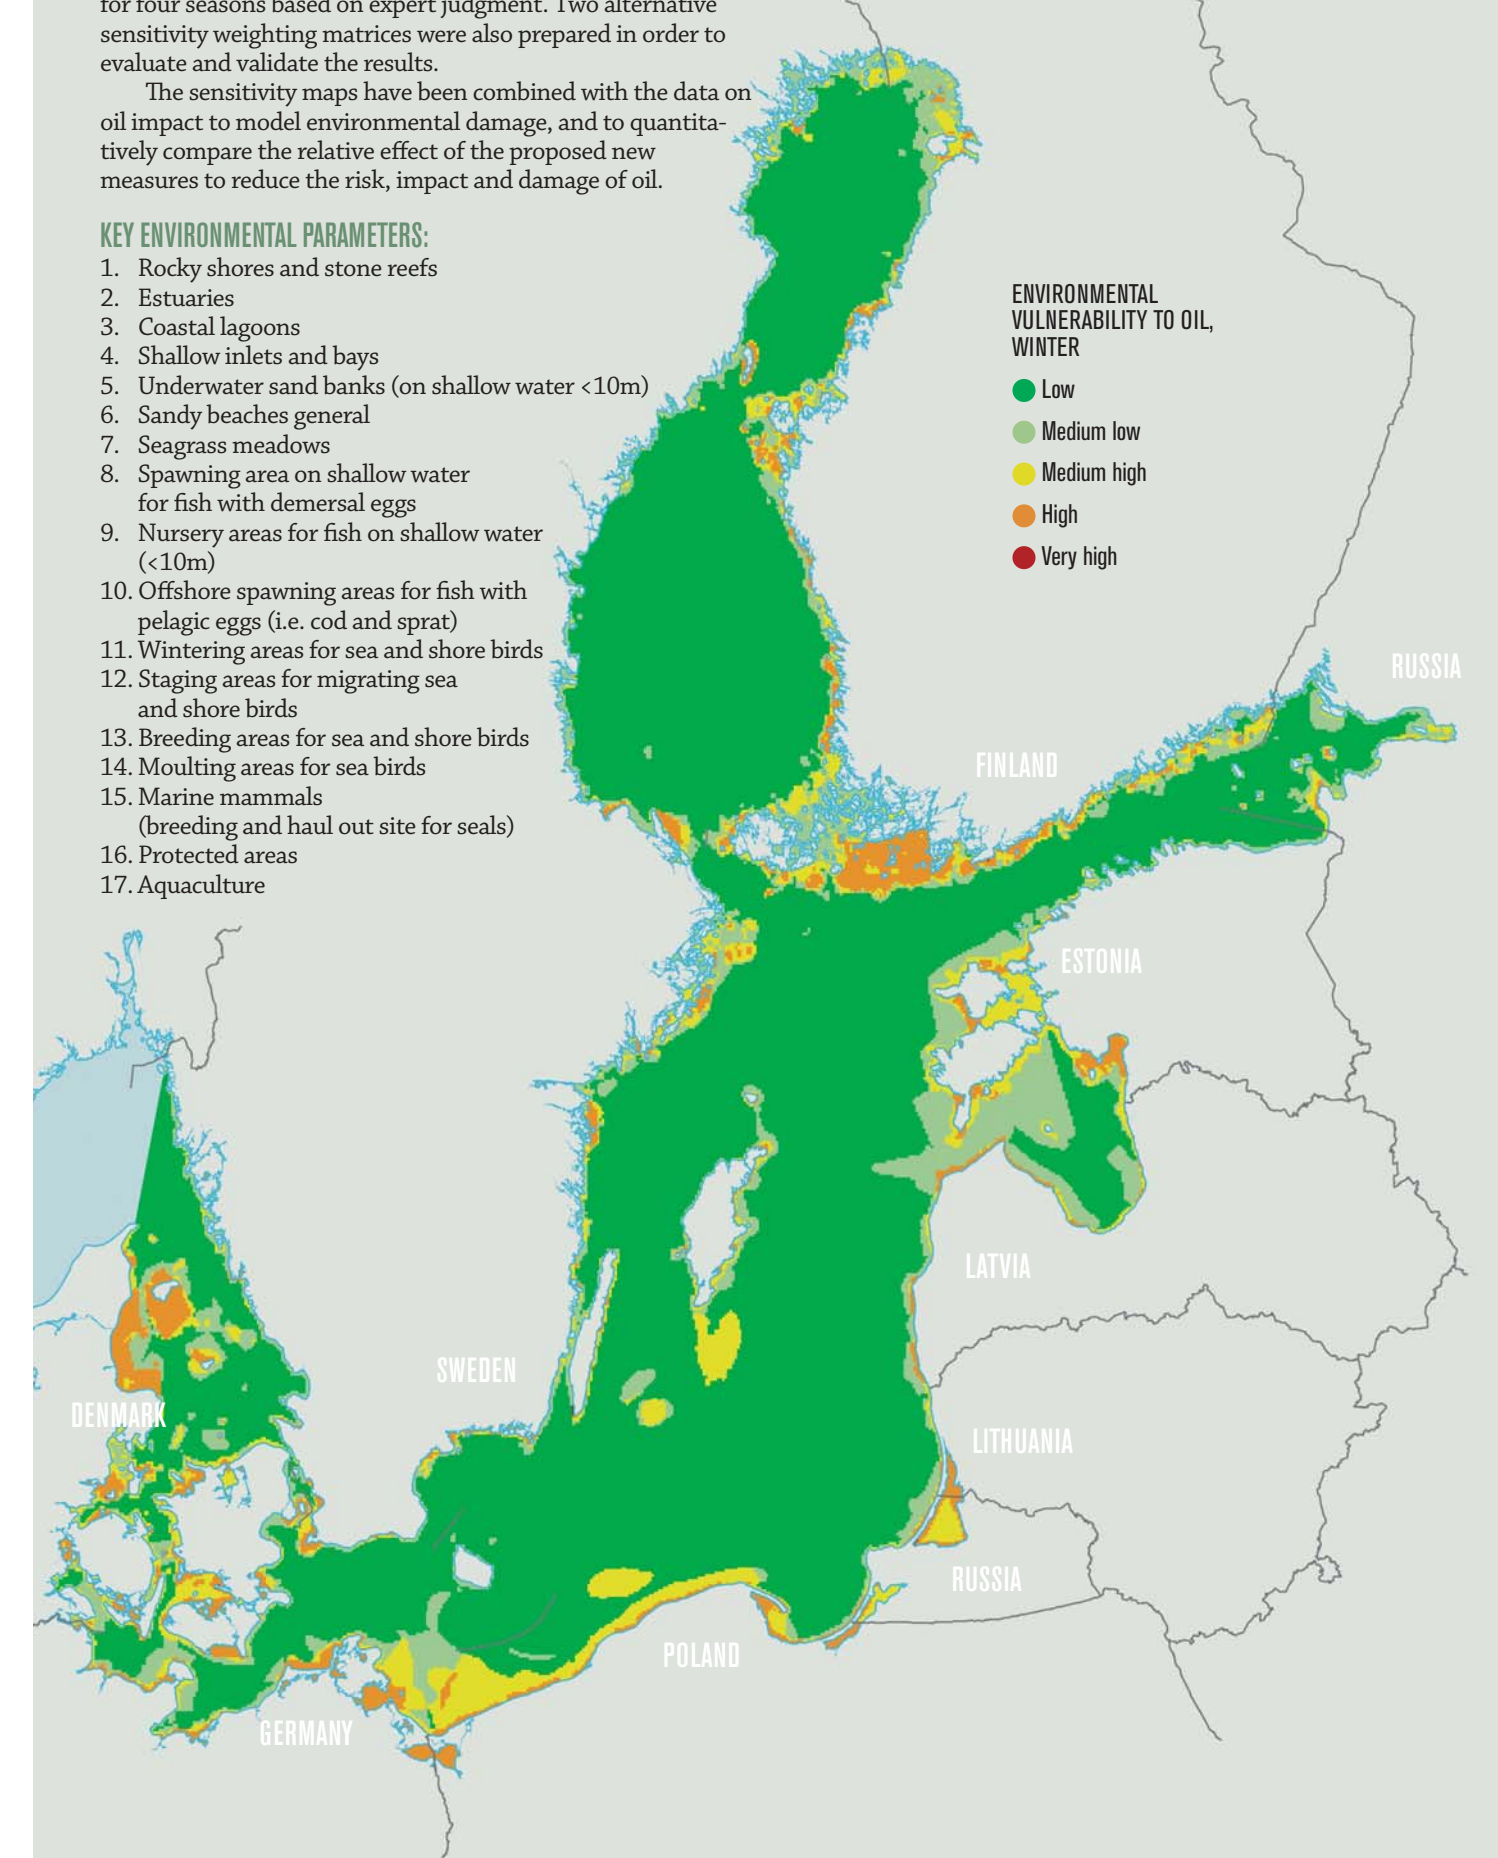 for four seasons based on expert judgment. Two alternative
sensitivity weighting matrices were also prepared in order to
evaluate and validate the results.
The sensitivity maps have been combined with the data on
oil impact to model environmental damage, and to quantita-
tively compare the relative effect of the proposed new
measures to reduce the risk, impact and damage of oil.
KEY ENVIRONMENTAL PARAMETERS:
1. Rocky shores and stone reefs
2. Estuaries
3. Coastal lagoons
4. Shallow inlets and bays
5. Underwater sand banks (on shallow water <10m)
6. Sandy beaches general
7. Seagrass meadows
8. Spawning area on shallow water
for fish with demersal eggs
9. Nursery areas for fish on shallow water
(<10m)
10. Offshore spawning areas for fish with
pelagic eggs (i.e. cod and sprat)
11. Wintering areas for sea and shore birds
12. Staging areas for migrating sea
and shore birds
13. Breeding areas for sea and shore birds
14. Moulting areas for sea birds
15. Marine mammals
(breeding and haul out site for seals)
16. Protected areas
17. Aquaculture
ENVIRONMENTAL
VULNERABILITY TO OIL,
WINTER
Low
Medium low
Medium high
High
Very high
RUSSIA
FINLAND
ESTONIA
LATVIA
SWEDEN
DENMARK
LITHUANIA
RUSSIA
POLAND
GERMANY